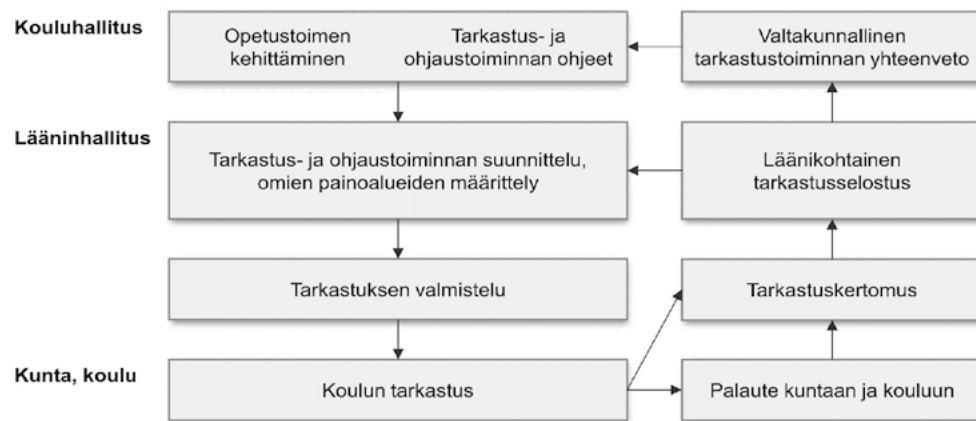 Kouluhallitus
Opetustoimen
kehittäminen
Tarkastus- ja
ohjaustoiminnan ohjeet
Valtakunnallinen
tarkastustoiminnan yhteenveto
Lääninhallitus
Tarkastus- ja ohjaustoiminnan suunnittelu,
omien painoalueiden määrittely
Läänikohtainen
tarkastusselostus
Tarkastuksen valmistelu
Tarkastuskertomus
Kunta, koulu
Koulun tarkastus
Palaute kuntaan ja kouluun